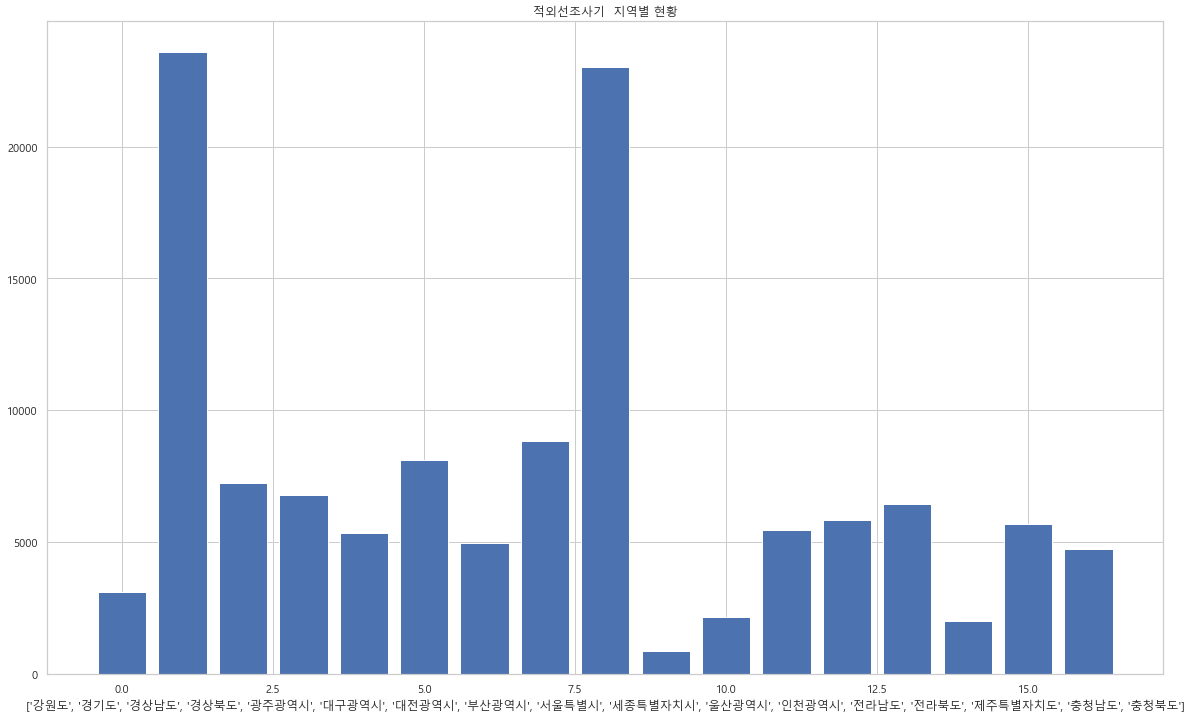 적외선조사기 지역별 현황
20000
15000
10000
5000
0
0.0 2.5 5.0 7.5 10.0 12.5 15.0
['강원도', '경기도', '경상남도', '경상북도', '광주광역시', '대구광역시', '대전광역시', '부산광역시', '서울특별시', '세종특별자치시', '울산광역시', '인천광역시', '전라남도', '전라북도', '제주특별자치도', '충청남도', '충청북도']